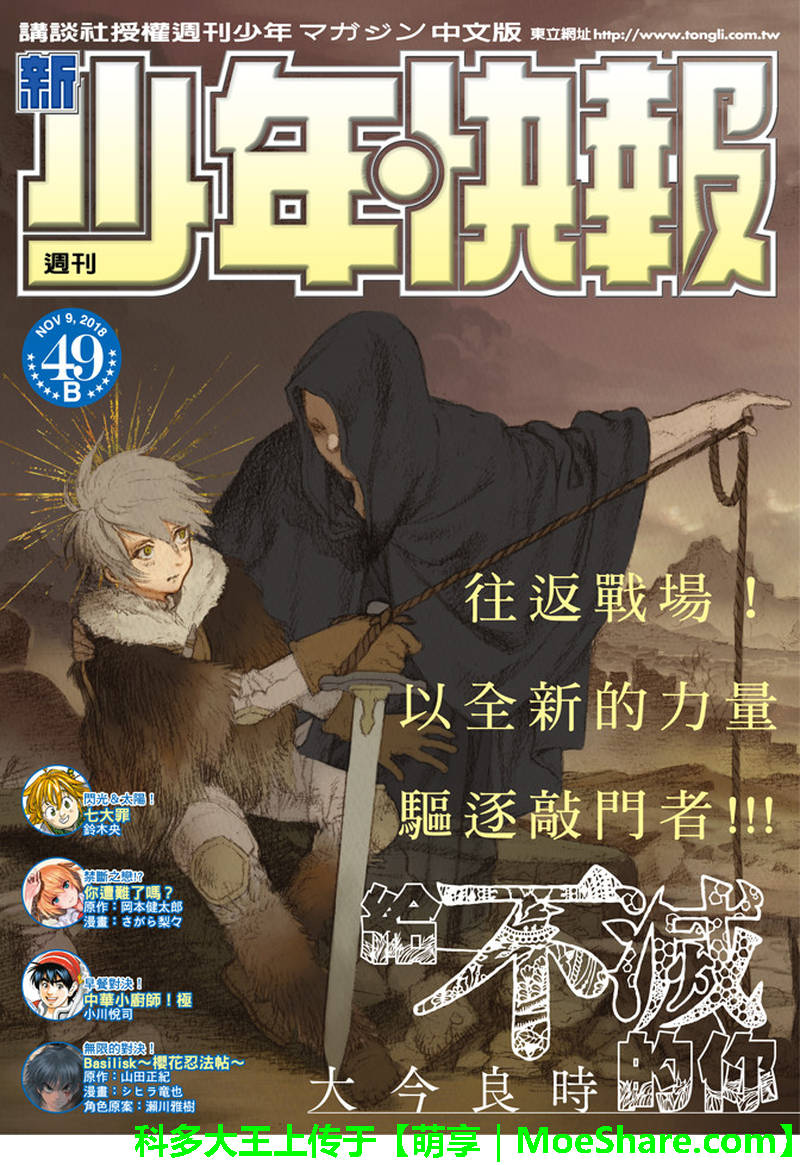 講談社授權週刊少年マガジン中文版 東立網址http://www.tongli.com.tw
新
少年·快報
週刊
NOV 9, 2018
49
B
往返戰場！
以全新的力量
驅逐敲門者!!!
閃光＆太陽！
七大罪
鈴木央
禁斷之戀!?
你遭難了嗎？
原作：岡本健太郎
漫畫：さがら梨々
早餐對決！
中華小廚師！極
小川悅司
無限的對決！
Basilisk～櫻花忍法帖～
原作：山田正紀
漫畫：シヒラ竜也
角色原案：瀨川雅樹
給不滅
的你
大今良時
科多大王上传于【萌享｜MoeShare.com】